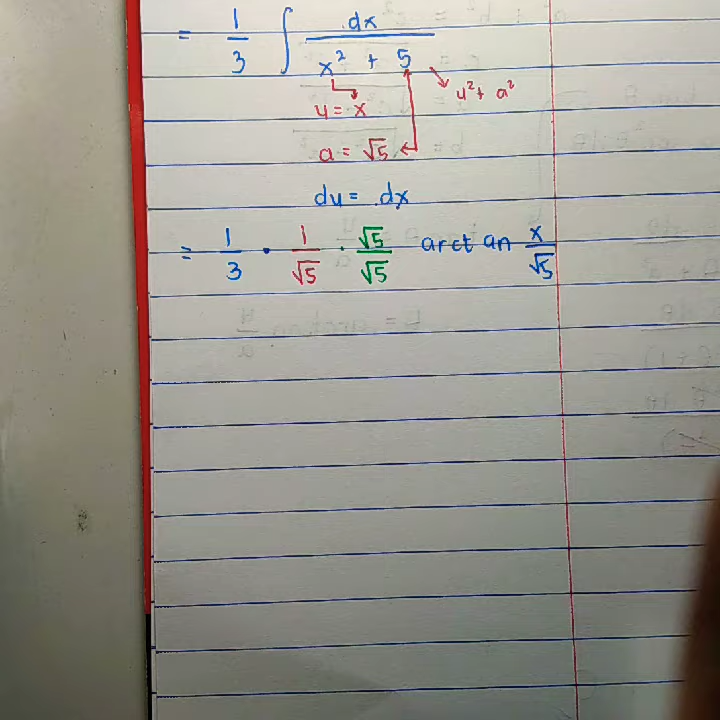 = 1/3 ∫ dx/(x² + 5)
u² + a²
u = x
a = √5
du = dx
= 1/3 · 1/√5 · √5/√5 arctan x/√5